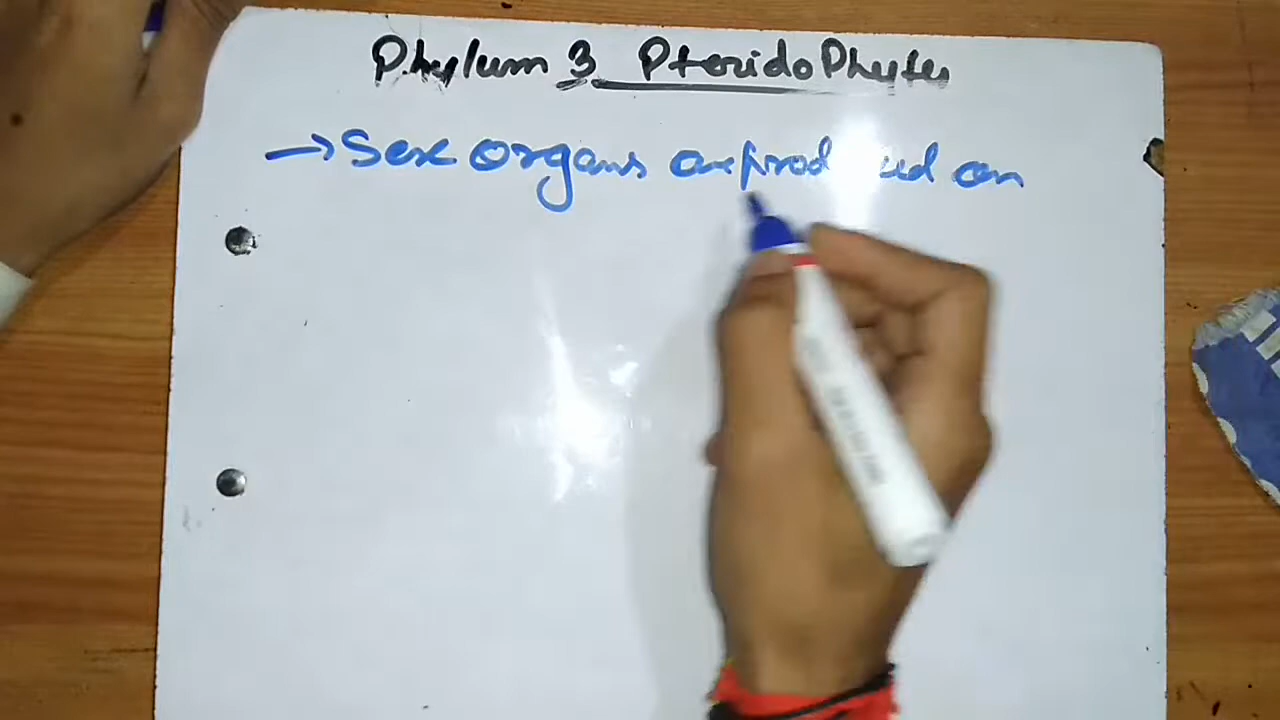 Phylum 3 Pteridophytes
→ Sex organs are produced on